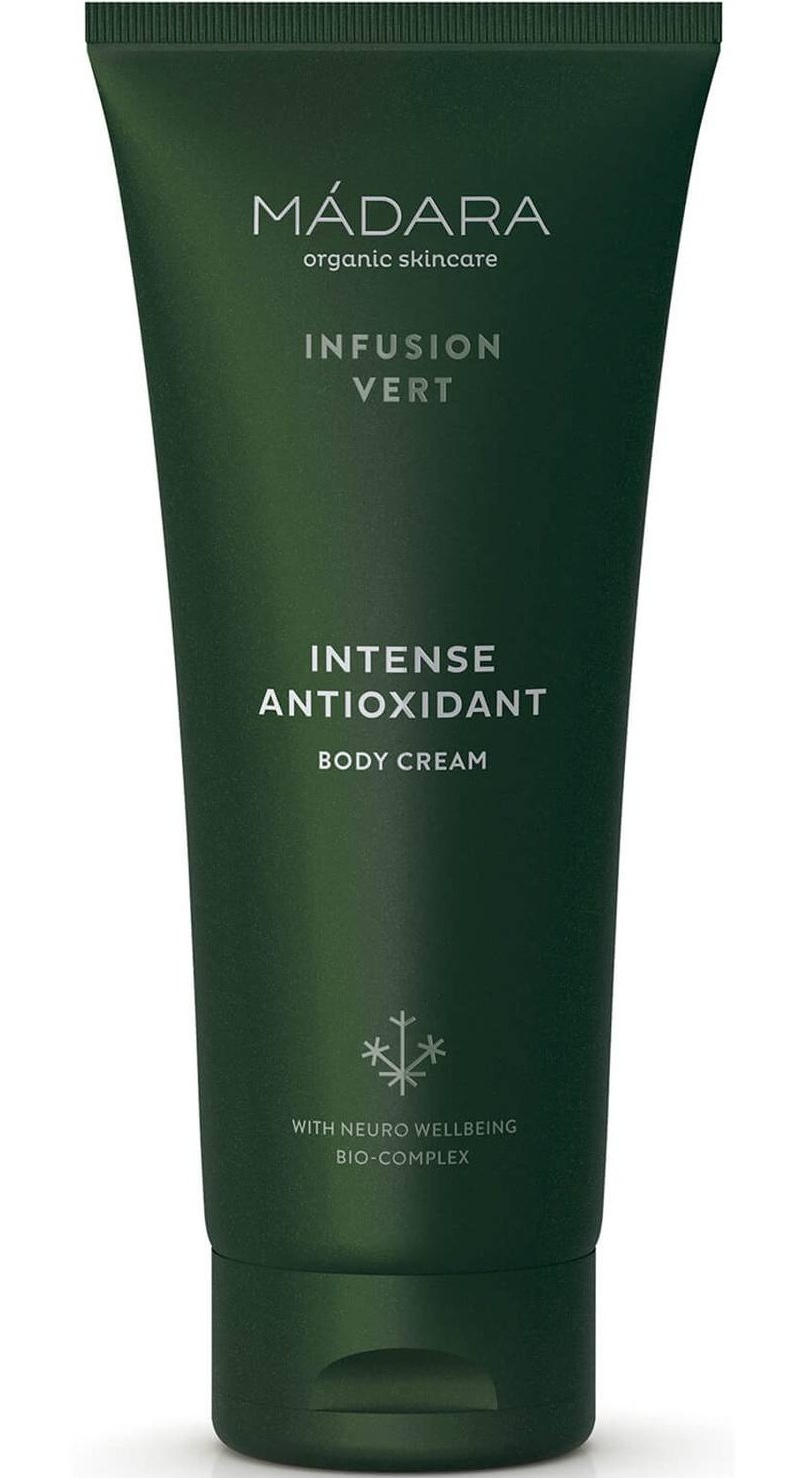 MÁDARA
organic skincare
INFUSION
VERT
INTENSE
ANTIOXIDANT
BODY CREAM
WITH NEURO WELLBEING
BIO-COMPLEX